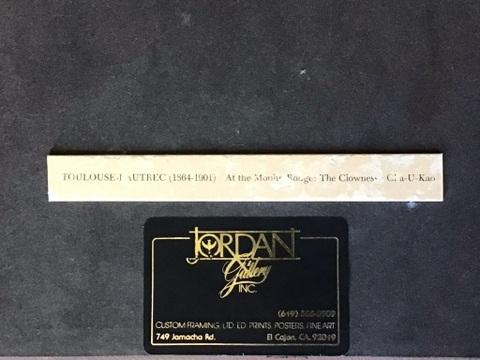 TOULOUSE-LAUTREC (1864-1901) At the Moulin Rouge: The Clowness Cha-U-Kao
JORDAN
Gallery
INC.
(619)
CUSTOM FRAMING, LTD. ED. PRINTS, POSTERS, FINE ART
749 Jamacha Rd. El Cajon, CA. 92019